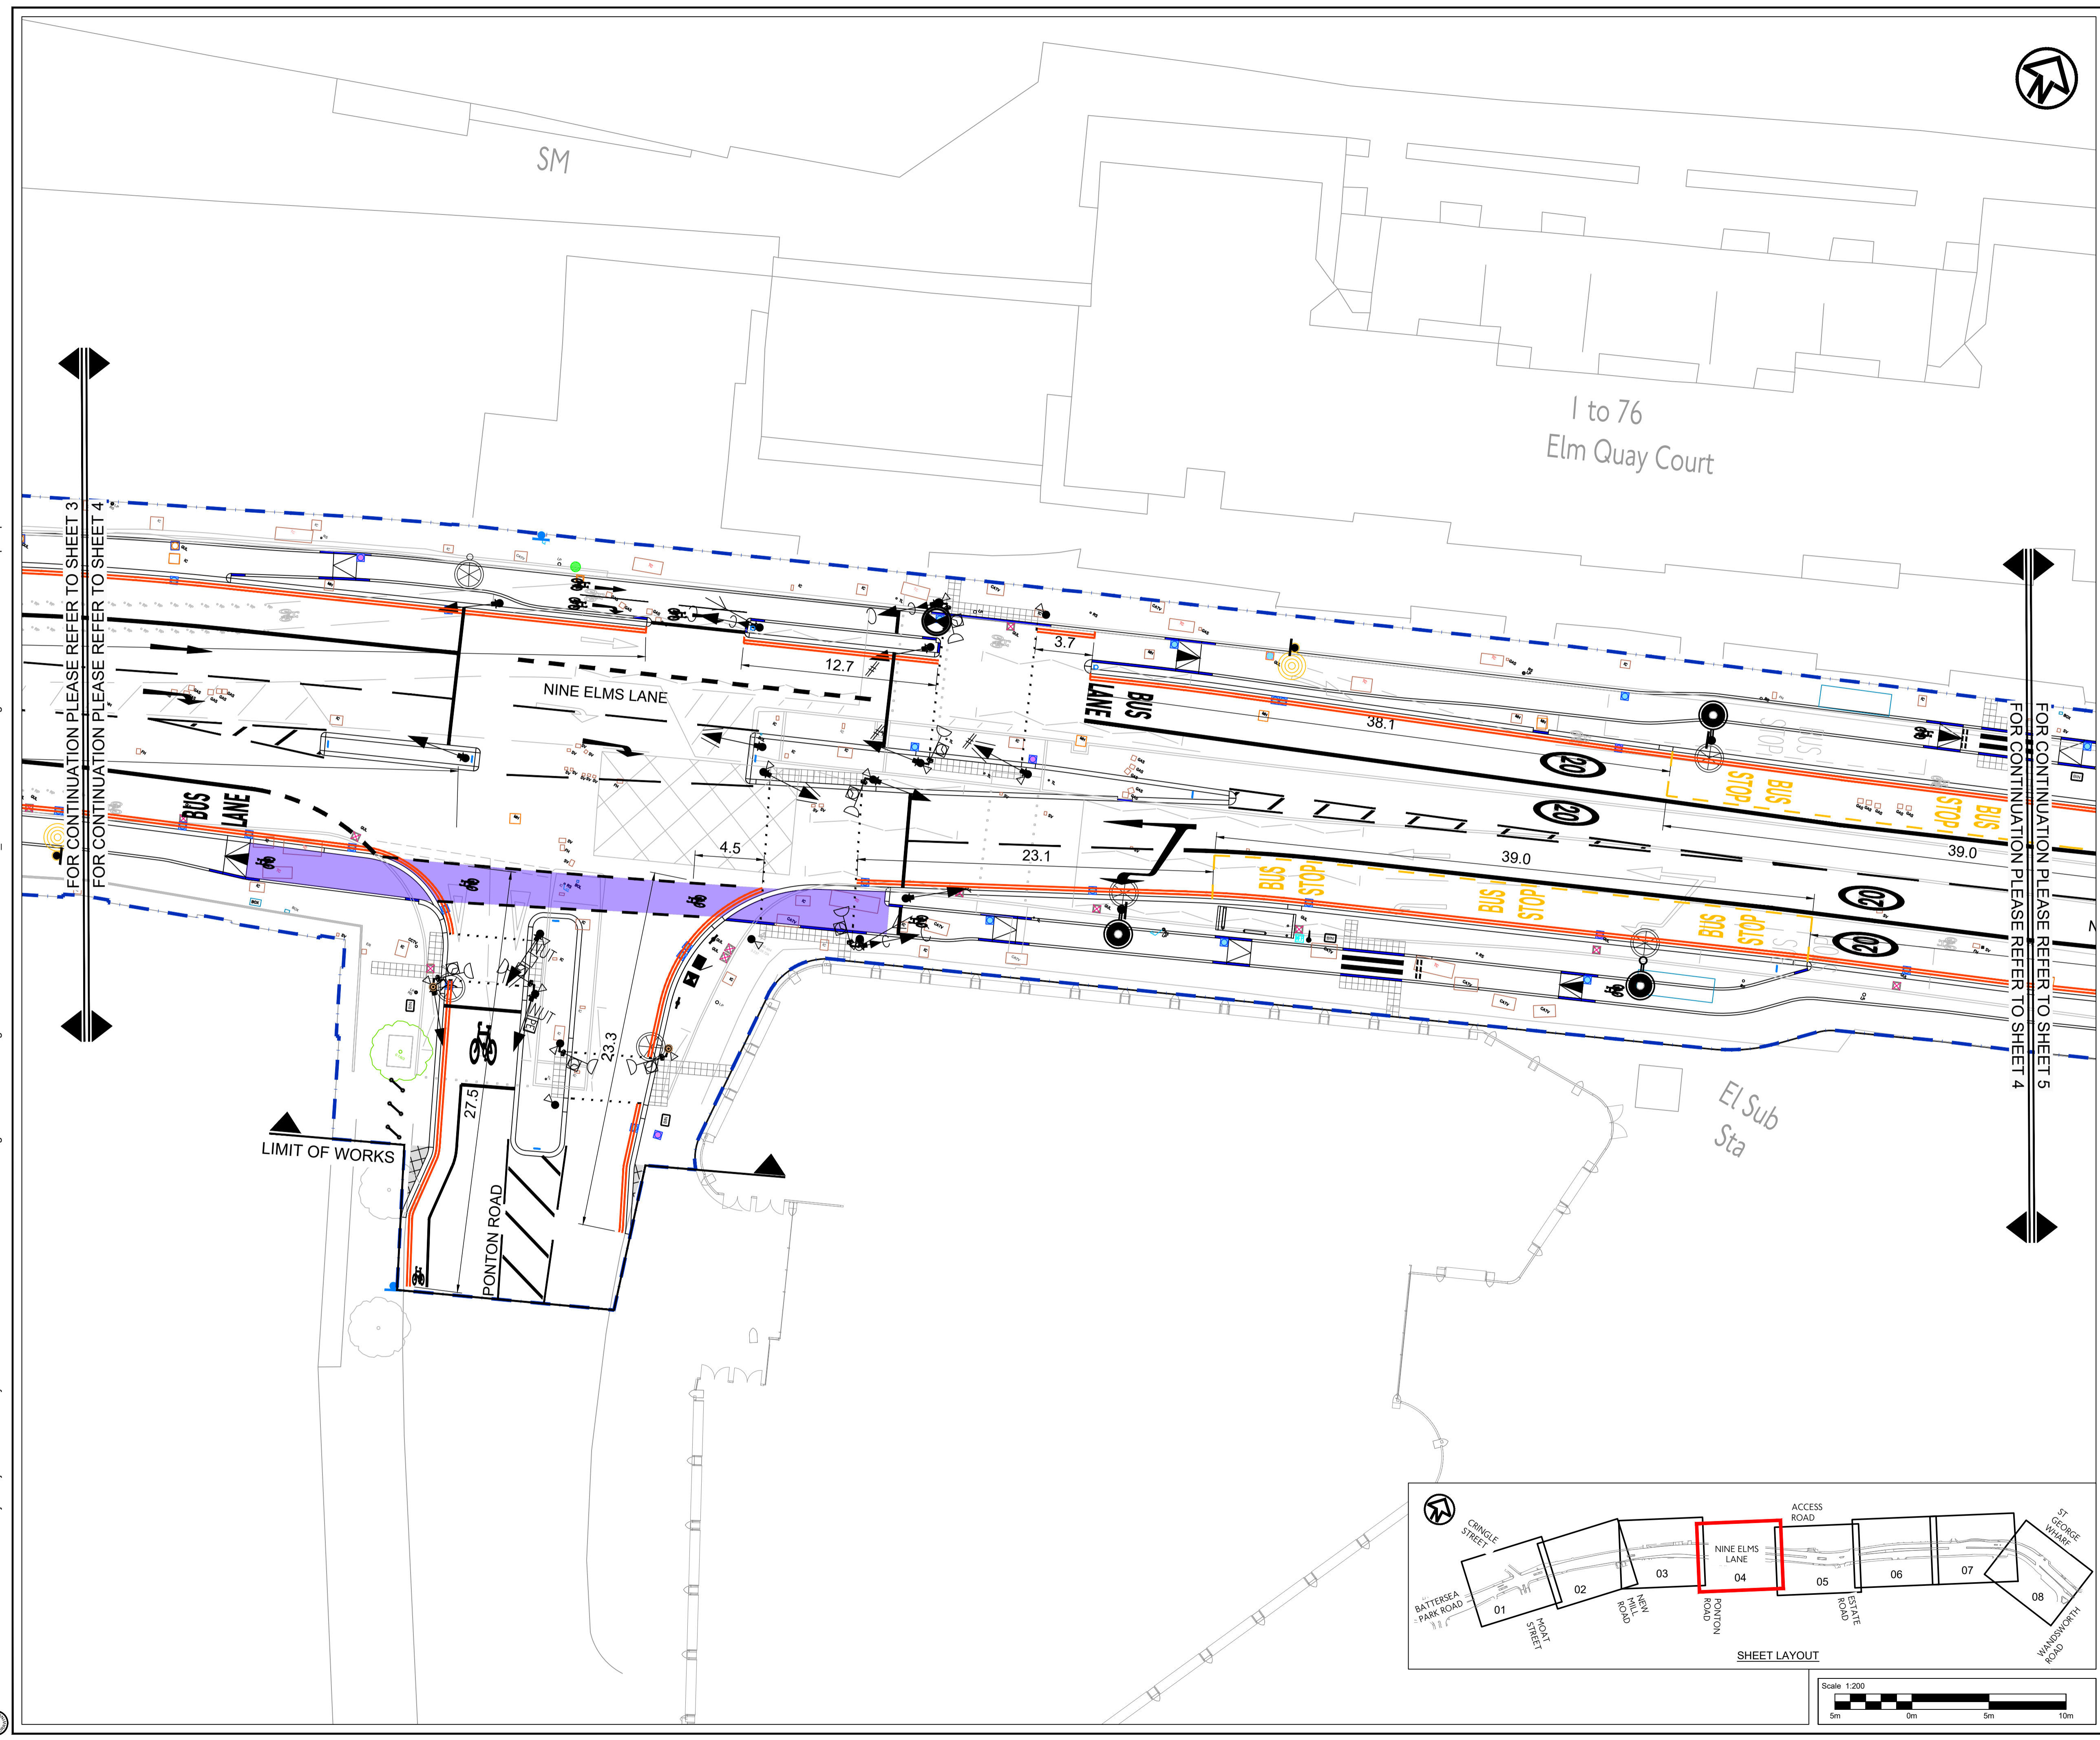 N
SM
1 to 76
Elm Quay Court
FOR CONTINUATION PLEASE REFER TO SHEET 3
FOR CONTINUATION PLEASE REFER TO SHEET 4
FOR CONTINUATION PLEASE REFER TO SHEET 5
FOR CONTINUATION PLEASE REFER TO SHEET 4
NINE ELMS LANE
12.7
3.7
BUS
LANE
38.1
20
20
BUS
STOP
BUS
STOP
39.0
BUS
LANE
4.5
23.1
39.0
BUS
STOP
BUS
STOP
BUS
STOP
20
20
N
23.3
27.5
LIMIT OF WORKS
PONTON ROAD
El Sub
Sta
CRINGLE
STREET
ACCESS
ROAD
ST
GEORGE
WHARF
NINE ELMS
LANE
BATTERSEA
PARK ROAD
01
02
03
04
05
06
07
08
MOAT
STREET
NEW
MILL
ROAD
PONTON
ROAD
ESTATE
ROAD
WANDSWORTH
ROAD
SHEET LAYOUT
Scale 1:200
5m 0m 5m 10m